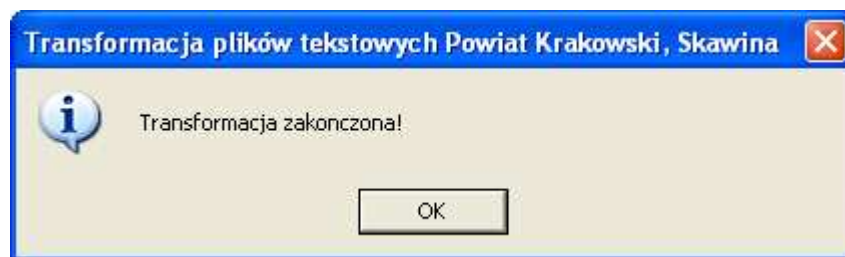 Transformacja plików tekstowych Powiat Krakowski, Skawina
Transformacja zakonczona!
OK